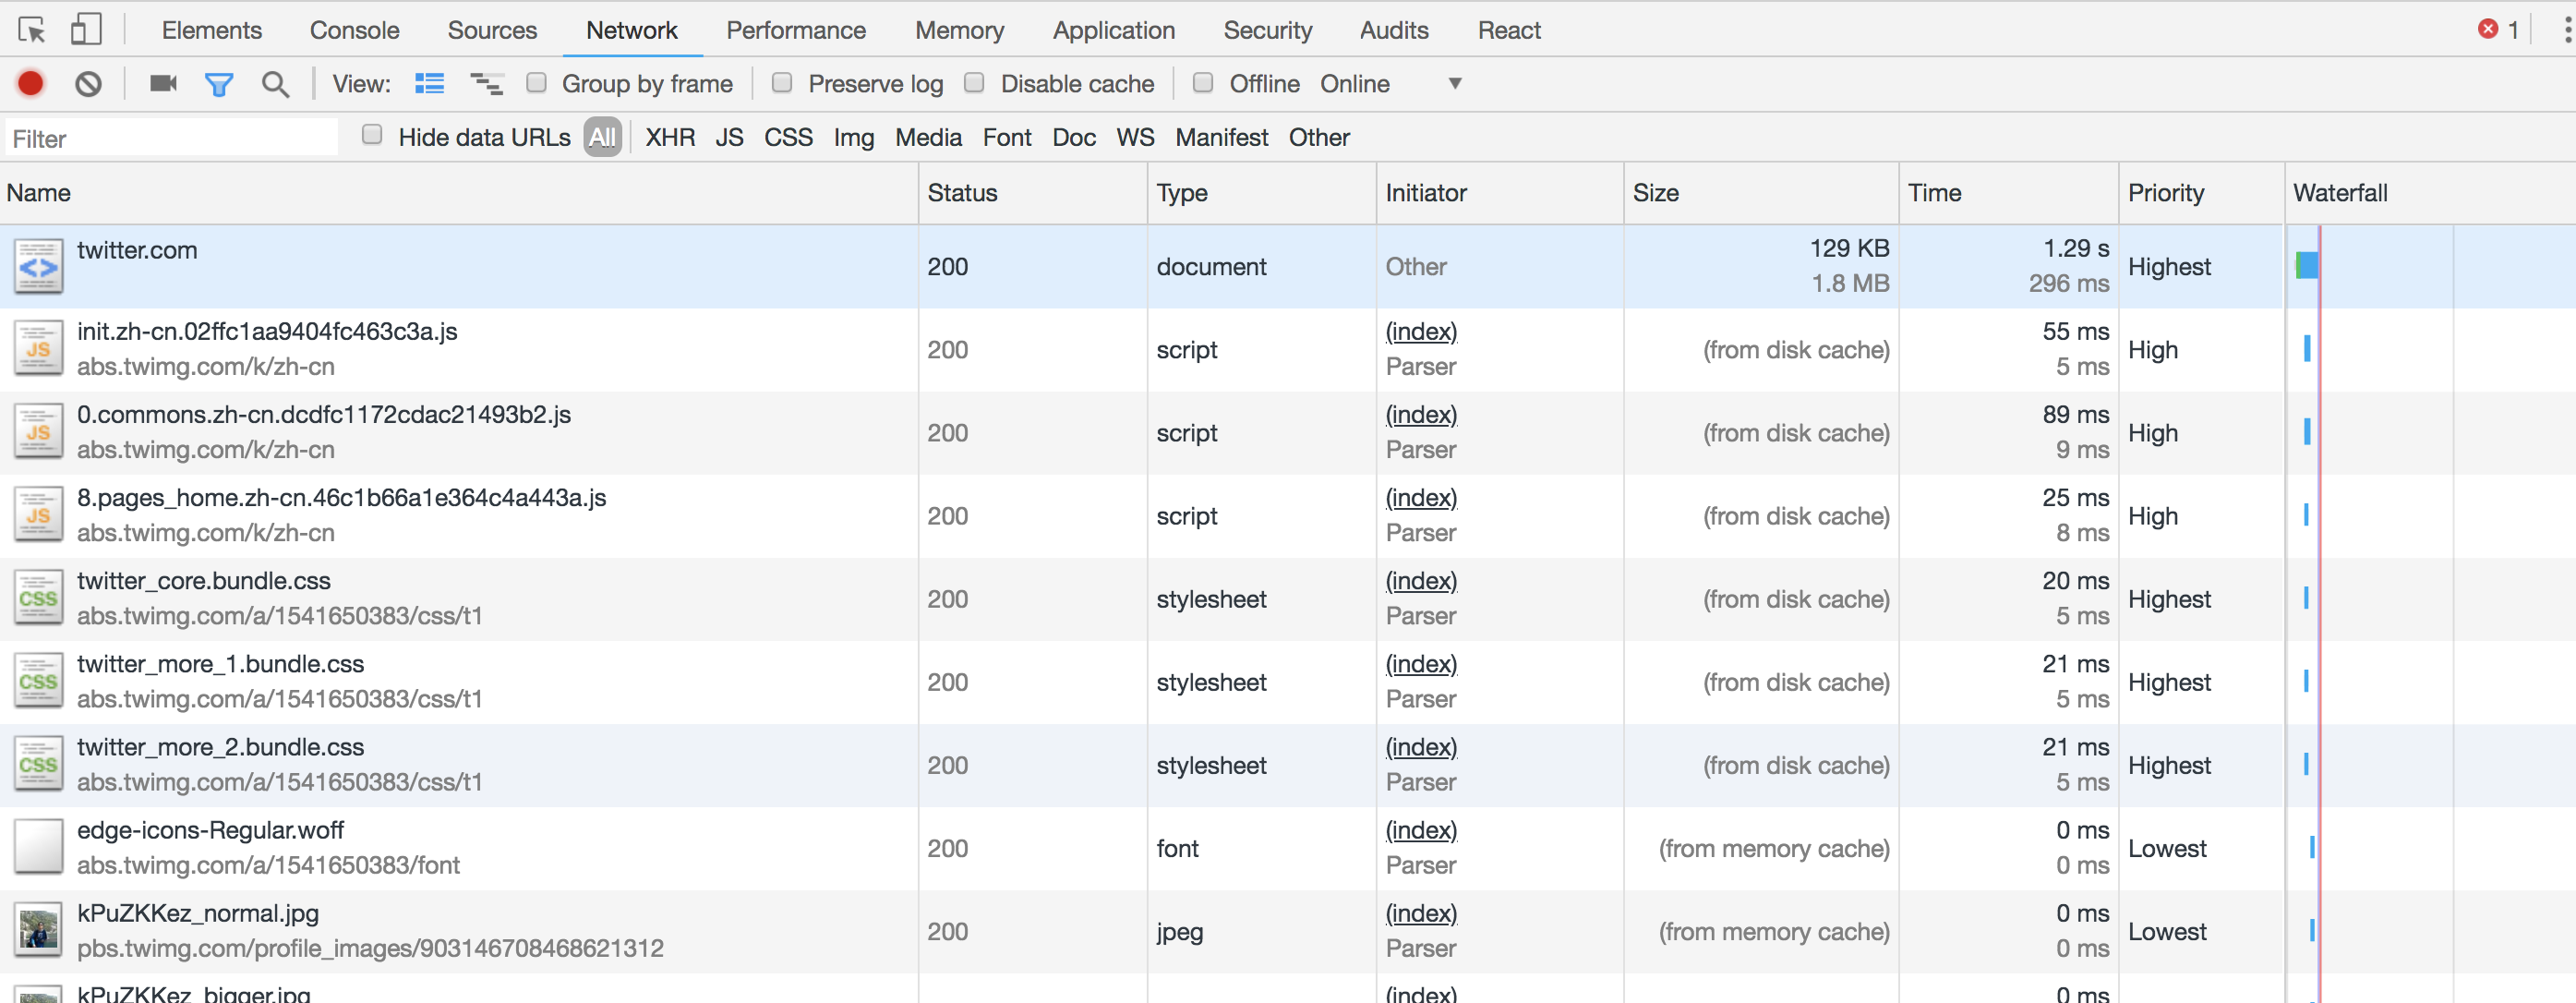 Elements Console Sources Network Performance Memory Application Security Audits React 1
View: Group by frame Preserve log Disable cache Offline Online
Filter Hide data URLs All XHR JS CSS Img Media Font Doc WS Manifest Other
Name Status Type Initiator Size Time Priority Waterfall
twitter.com 200 document Other 129 KB 1.29 s Highest
1.8 MB 296 ms
init.zh-cn.02ffc1aa9404fc463c3a.js 200 script (index) (from disk cache) 55 ms High
abs.twimg.com/k/zh-cn Parser 5 ms
0.commons.zh-cn.dcdfc1172cdac21493b2.js 200 script (index) (from disk cache) 89 ms High
abs.twimg.com/k/zh-cn Parser 9 ms
8.pages_home.zh-cn.46c1b66a1e364c4a443a.js 200 script (index) (from disk cache) 25 ms High
abs.twimg.com/k/zh-cn Parser 8 ms
twitter_core.bundle.css 200 stylesheet (index) (from disk cache) 20 ms Highest
abs.twimg.com/a/1541650383/css/t1 Parser 5 ms
twitter_more_1.bundle.css 200 stylesheet (index) (from disk cache) 21 ms Highest
abs.twimg.com/a/1541650383/css/t1 Parser 5 ms
twitter_more_2.bundle.css 200 stylesheet (index) (from disk cache) 21 ms Highest
abs.twimg.com/a/1541650383/css/t1 Parser 5 ms
edge-icons-Regular.woff 200 font (index) (from memory cache) 0 ms Lowest
abs.twimg.com/a/1541650383/font Parser 0 ms
kPuZKKez_normal.jpg 200 jpeg (index) (from memory cache) 0 ms Lowest
pbs.twimg.com/profile_images/903146708468621312 Parser 0 ms
kPuZKKez_bigger.jpg (index) 0 ms